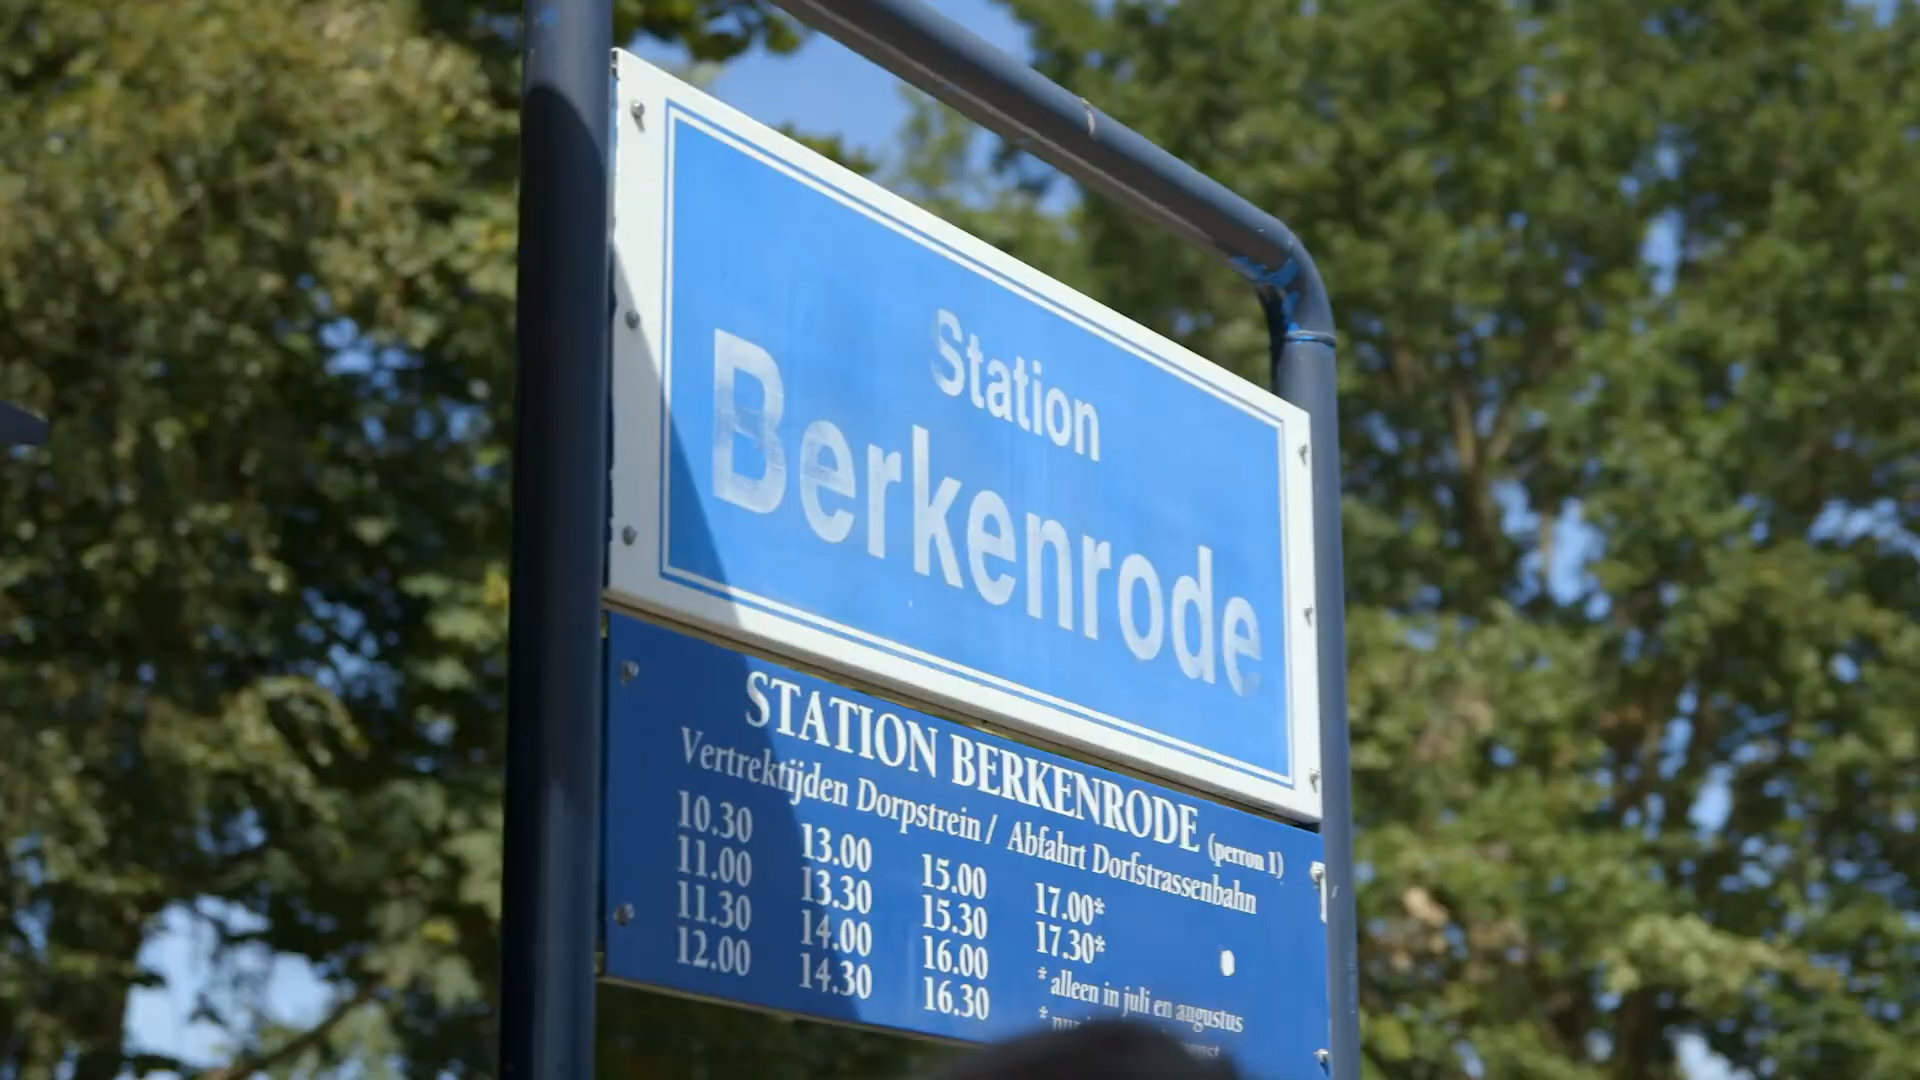 Station
Berkenrode
STATION BERKENRODE (perron 1)
Vertrektijden Dorpstrein / Abfahrt Dorfstrassenbahn
10.30 13.00 15.00 17.00*
11.00 13.30 15.30 17.30*
11.30 14.00 16.00 * alleen in juli en augustus
12.00 14.30 16.30 *